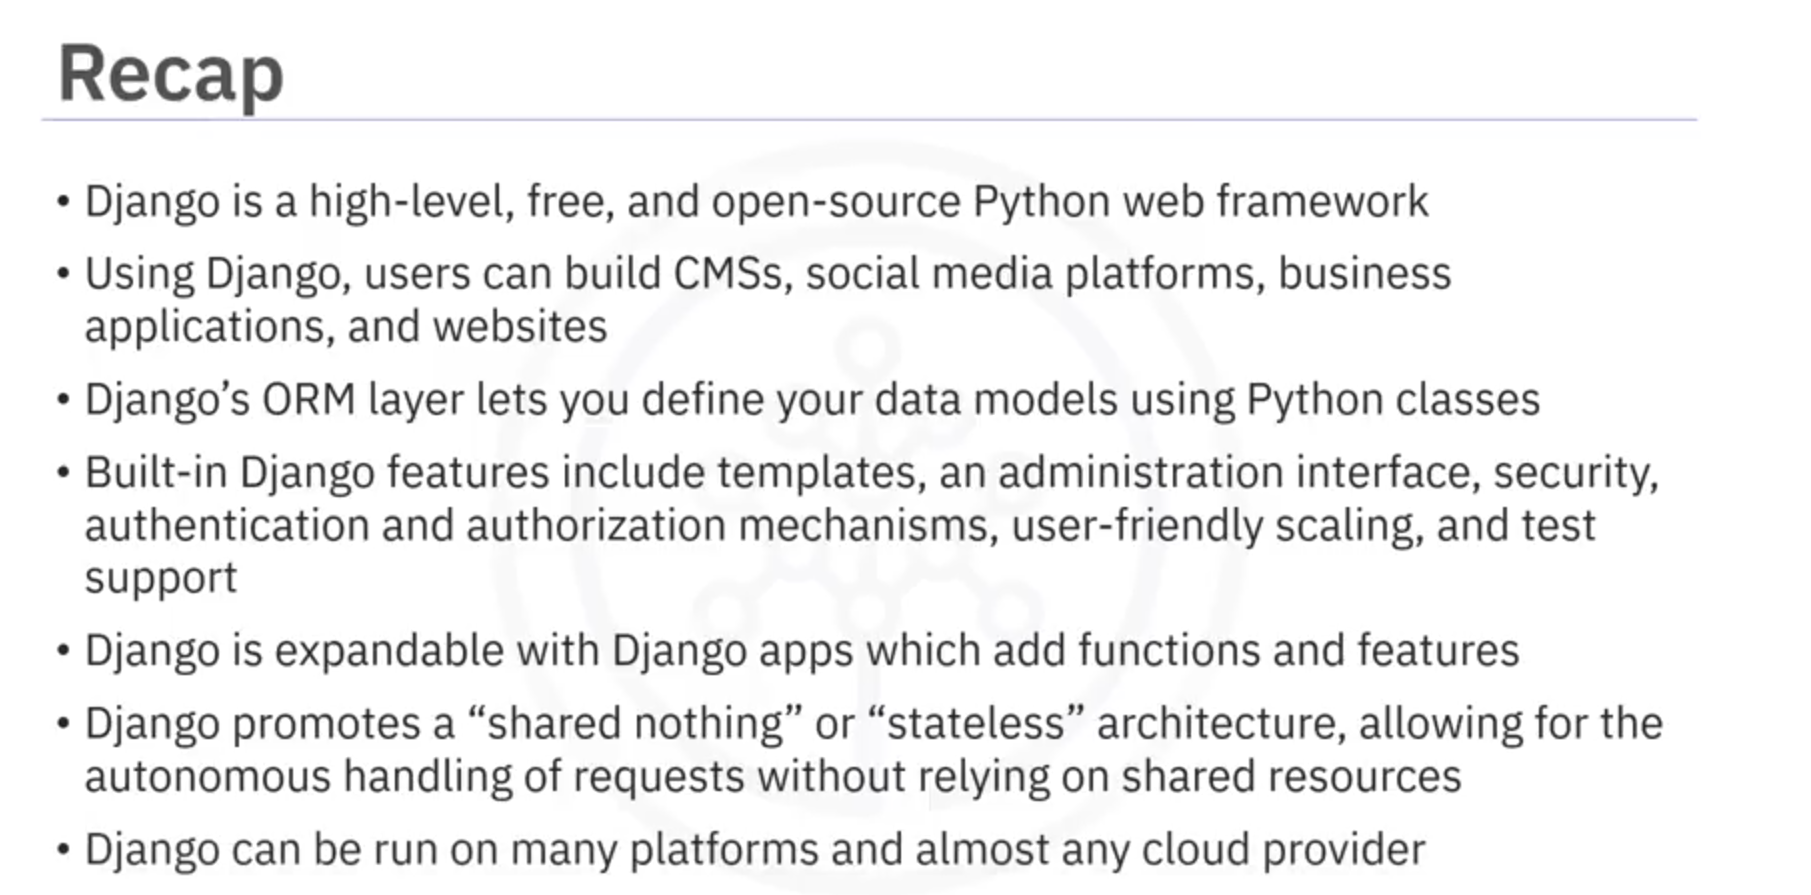 Recap
• Django is a high-level, free, and open-source Python web framework
• Using Django, users can build CMSs, social media platforms, business
applications, and websites
• Django’s ORM layer lets you define your data models using Python classes
• Built-in Django features include templates, an administration interface, security,
authentication and authorization mechanisms, user-friendly scaling, and test
support
• Django is expandable with Django apps which add functions and features
• Django promotes a “shared nothing” or “stateless” architecture, allowing for the
autonomous handling of requests without relying on shared resources
• Django can be run on many platforms and almost any cloud provider